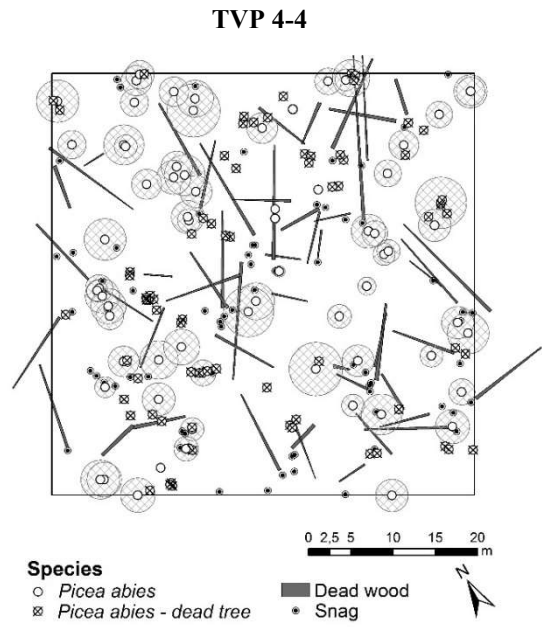 TVP 4-4
0 2,5 5 10 15 20
m
N
Species
Picea abies
Picea abies - dead tree
Dead wood
Snag